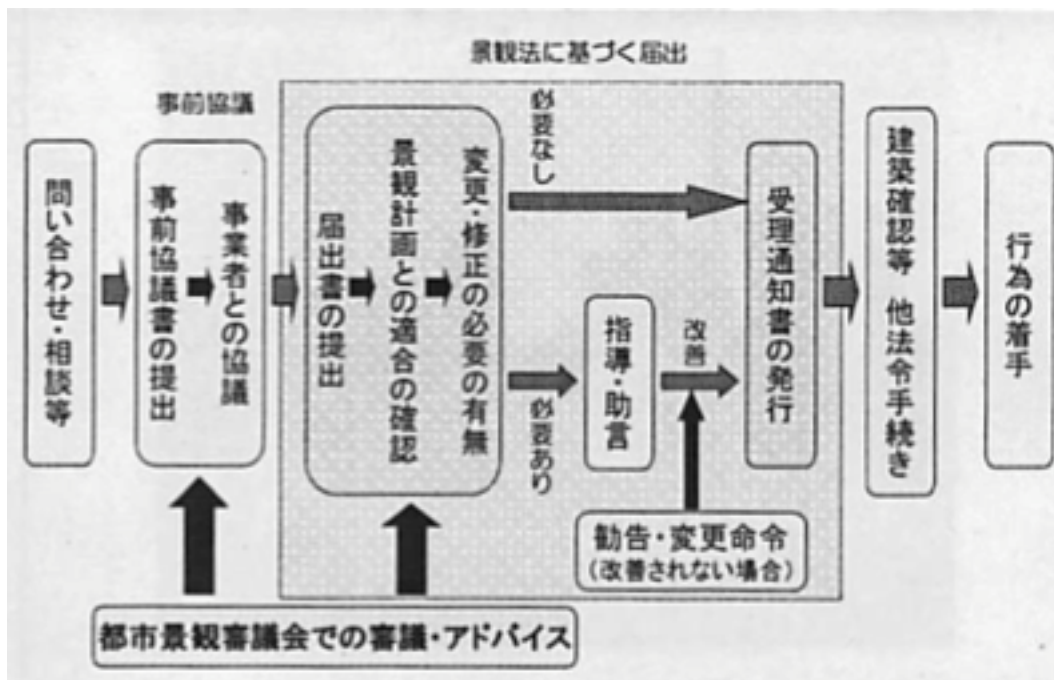 景観法に基づく届出
事前協議
問い合わせ・相談等
事前協議書の提出
事業者との協議
届出書の提出
景観計画との適合の確認
変更・修正の必要の有無
必要なし
必要あり
指導・助言
改善
勧告・変更命令
(改善されない場合)
受理通知書の発行
建築確認等 他法令手続き
行為の着手
都市景観審議会での審議・アドバイス